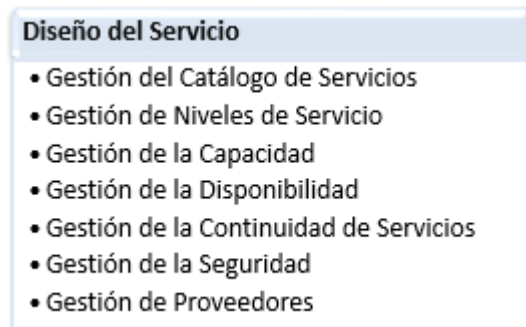 Diseño del Servicio
• Gestión del Catálogo de Servicios
• Gestión de Niveles de Servicio
• Gestión de la Capacidad
• Gestión de la Disponibilidad
• Gestión de la Continuidad de Servicios
• Gestión de la Seguridad
• Gestión de Proveedores